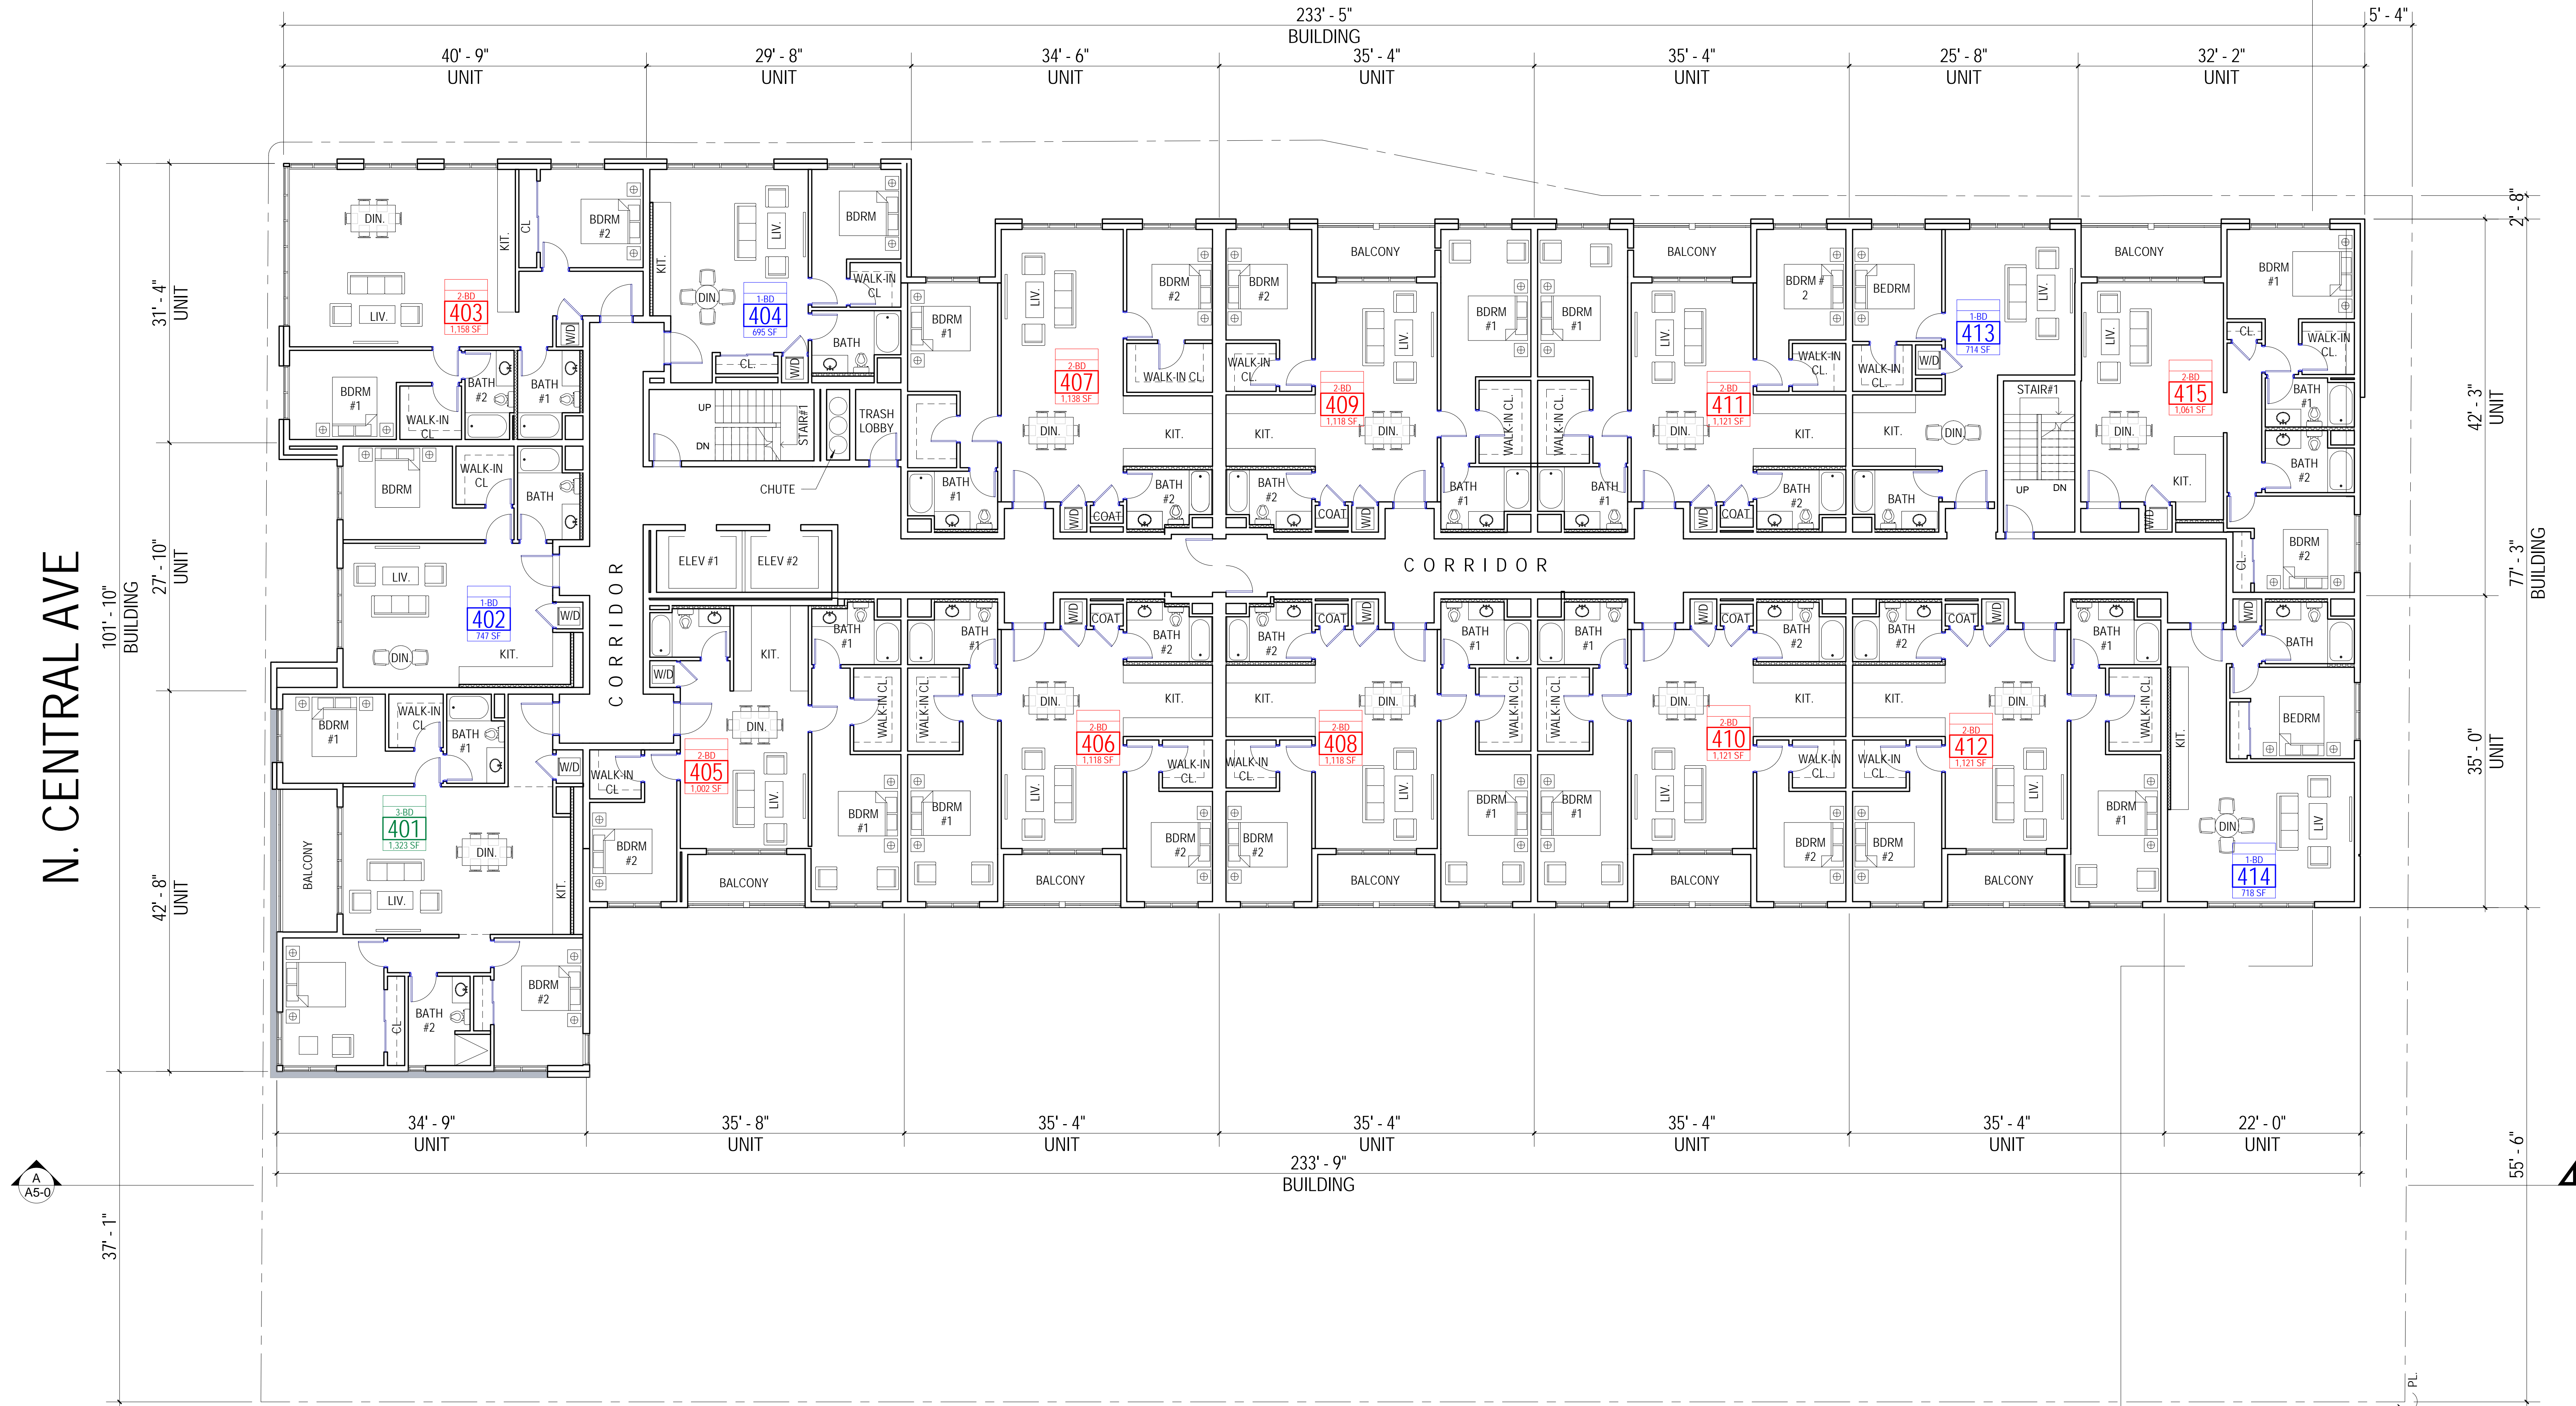 233' - 5"
BUILDING
5' - 4"
40' - 9"
UNIT
29' - 8"
UNIT
34' - 6"
UNIT
35' - 4"
UNIT
35' - 4"
UNIT
25' - 8"
UNIT
32' - 2"
UNIT
N. CENTRAL AVE
101' - 10"
BUILDING
31' - 4"
UNIT
27' - 10"
UNIT
42' - 8"
UNIT
37' - 1"
2' - 8"
42' - 3"
UNIT
77' - 3"
BUILDING
35' - 0"
UNIT
55' - 6"
DIN.
KIT.
CL
BDRM
#2
LIV.
2-BD
403
1,158 SF
W/D
BDRM
#1
WALK-IN
CL
BATH
#2
BATH
#1
KIT.
LIV.
DIN.
1-BD
404
695 SF
BDRM
WALK-IN
CL
BATH
CL.
W/D
UP
DN
STAIR#1
TRASH
LOBBY
CHUTE
BDRM
#1
LIV.
2-BD
407
1,138 SF
DIN.
BDRM
#2
WALK-IN CL.
KIT.
BATH
#1
W/D
COAT
BATH
#2
BDRM
#2
BALCONY
WALK-IN
CL.
LIV.
2-BD
409
1,118 SF
KIT.
DIN.
BDRM
#1
WALK-IN CL.
BATH
#2
COAT
W/D
BATH
#1
BDRM
#1
BALCONY
LIV.
WALK-IN CL.
2-BD
411
1,121 SF
DIN.
BDRM #
2
WALK-IN
CL.
KIT.
BATH
#1
W/D
COAT
BATH
#2
BEDRM
1-BD
413
714 SF
LIV.
WALK-IN
CL.
W/D
KIT.
DIN.
BATH
STAIR#1
UP
DN
BALCONY
LIV.
2-BD
415
1,061 SF
DIN.
KIT.
W/D
BDRM
#1
CL.
WALK-IN
CL.
BATH
#1
BATH
#2
BDRM
#2
CL.
BDRM
WALK-IN
CL
BATH
LIV.
1-BD
402
747 SF
W/D
DIN.
KIT.
CORRIDOR
ELEV #1
ELEV #2
CORRIDOR
BDRM
#1
WALK-IN
CL
BATH
#1
W/D
BALCONY
3-BD
401
1,323 SF
DIN.
LIV.
KIT.
CL
BATH
#2
BDRM
#2
W/D
KIT.
DIN.
BATH
#1
WALK-IN CL.
WALK-IN
CL
2-BD
405
1,002 SF
LIV.
BDRM
#2
BDRM
#1
BALCONY
BATH
#1
W/D
COAT
BATH
#2
WALK-IN CL.
DIN.
KIT.
2-BD
406
1,118 SF
WALK-IN
CL.
LIV.
BDRM
#1
BDRM
#2
BALCONY
BATH
#2
COAT
W/D
BATH
#1
KIT.
DIN.
WALK-IN CL.
2-BD
408
1,118 SF
WALK-IN
CL.
LIV.
BDRM
#2
BDRM
#1
BALCONY
BATH
#1
W/D
COAT
BATH
#2
WALK-IN CL.
DIN.
KIT.
2-BD
410
1,121 SF
WALK-IN
CL.
LIV.
BDRM
#1
BDRM
#2
BALCONY
BATH
#2
COAT
W/D
BATH
#1
KIT.
DIN.
WALK-IN CL.
2-BD
412
1,121 SF
WALK-IN
CL.
LIV.
BDRM
#2
BDRM
#1
BALCONY
W/D
BATH
BEDRM
KIT.
DIN
LIV
1-BD
414
718 SF
34' - 9"
UNIT
35' - 8"
UNIT
35' - 4"
UNIT
35' - 4"
UNIT
35' - 4"
UNIT
35' - 4"
UNIT
22' - 0"
UNIT
233' - 9"
BUILDING
A
A5-0
PL.